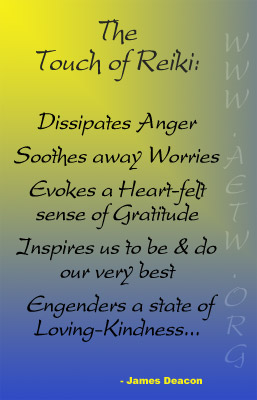 The
Touch of Reiki:
Dissipates Anger
Soothes away Worries
Evokes a Heart-felt
sense of Gratitude
Inspires us to be & do
our very best
Engenders a state of
Loving-Kindness...
- James Deacon
WWW.AETW.ORG